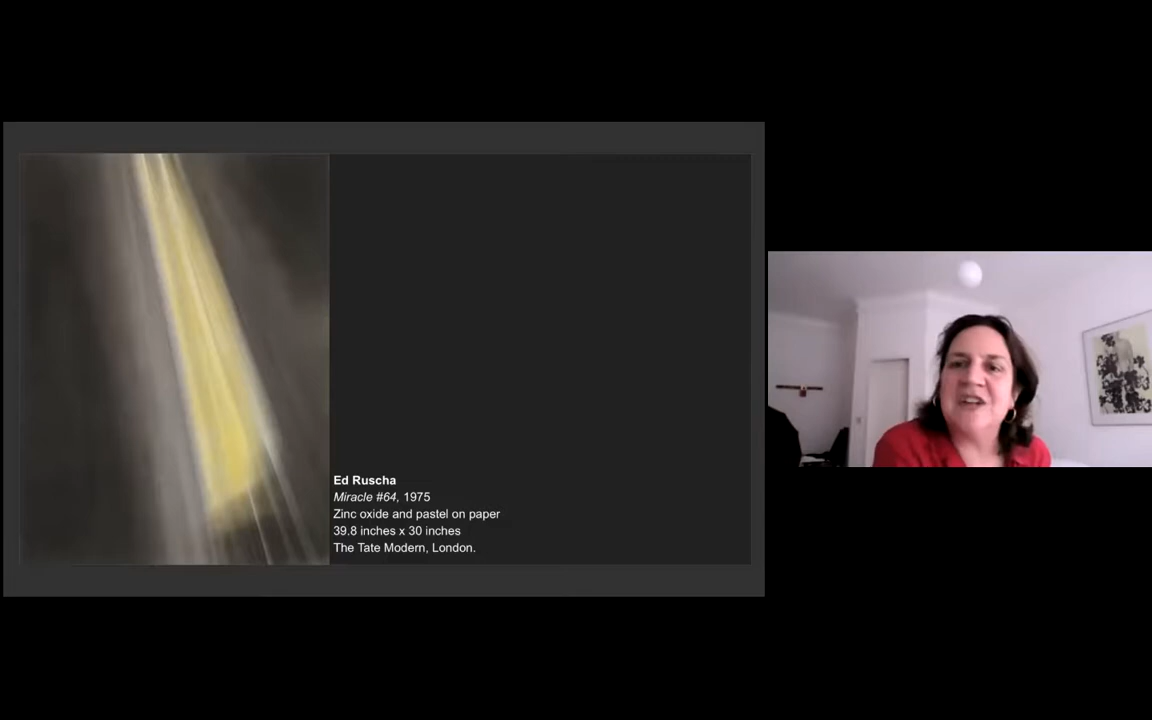 Ed Ruscha
Miracle #64, 1975
Zinc oxide and pastel on paper
39.8 inches x 30 inches
The Tate Modern, London.